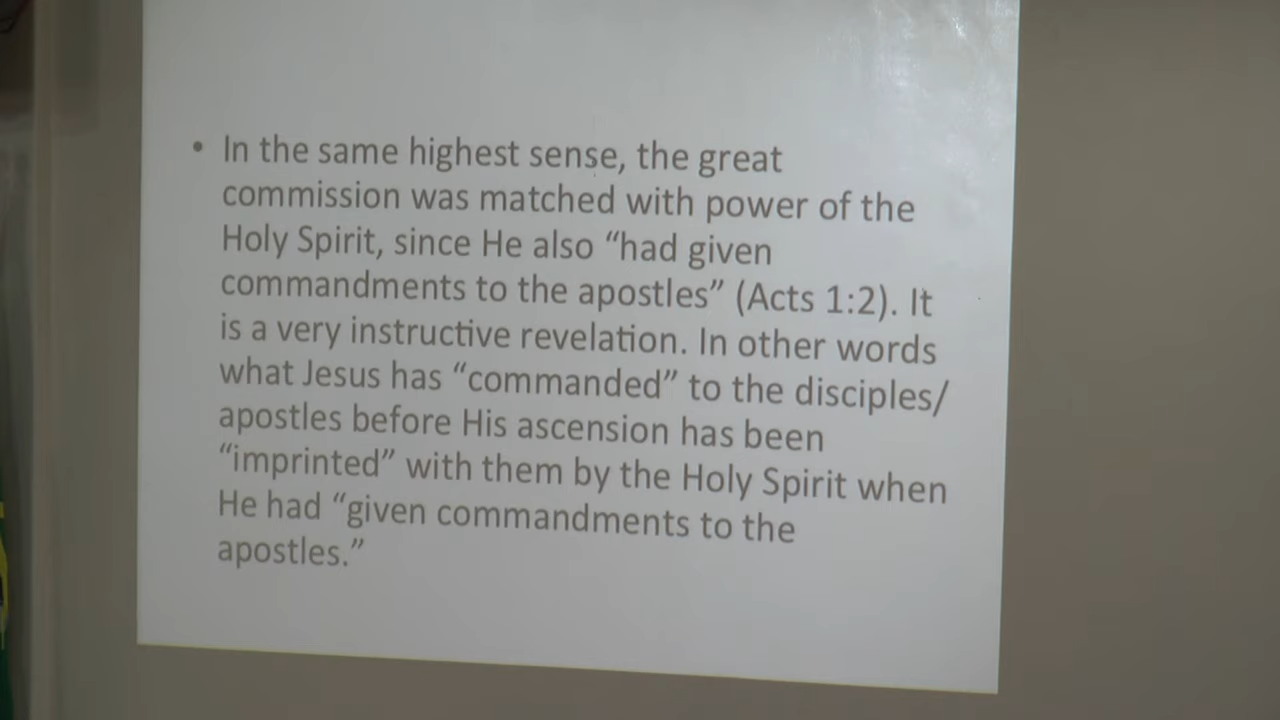 • In the same highest sense, the great
commission was matched with power of the
Holy Spirit, since He also “had given
commandments to the apostles” (Acts 1:2). It
is a very instructive revelation. In other words
what Jesus has “commanded” to the disciples/
apostles before His ascension has been
“imprinted” with them by the Holy Spirit when
He had “given commandments to the
apostles.”